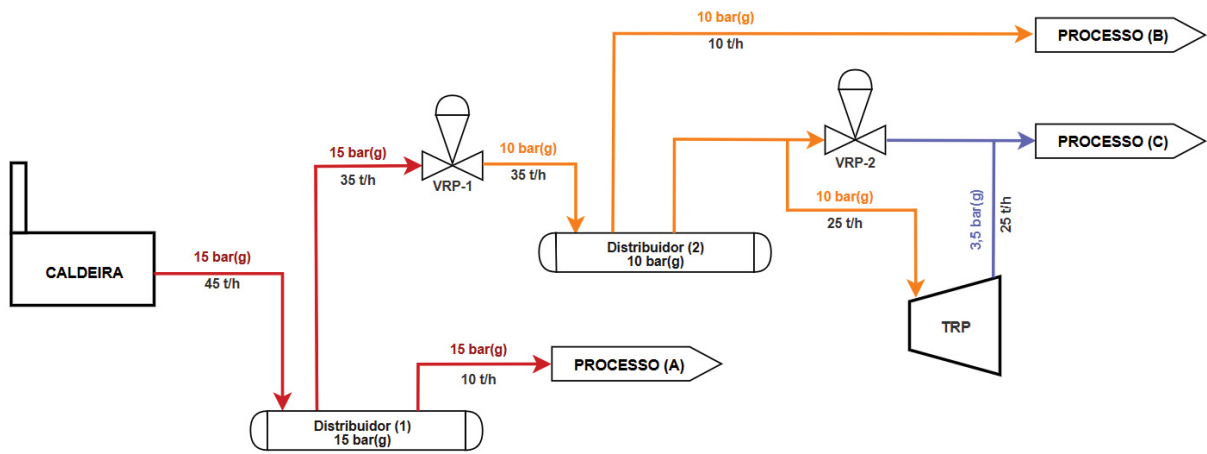 10 bar(g)
10 t/h
PROCESSO (B)
15 bar(g)
35 t/h
VRP-1
10 bar(g)
35 t/h
VRP-2
PROCESSO (C)
10 bar(g)
25 t/h
3,5 bar(g)
25 t/h
Distribuidor (2)
10 bar(g)
CALDEIRA
15 bar(g)
45 t/h
TRP
15 bar(g)
10 t/h
PROCESSO (A)
Distribuidor (1)
15 bar(g)